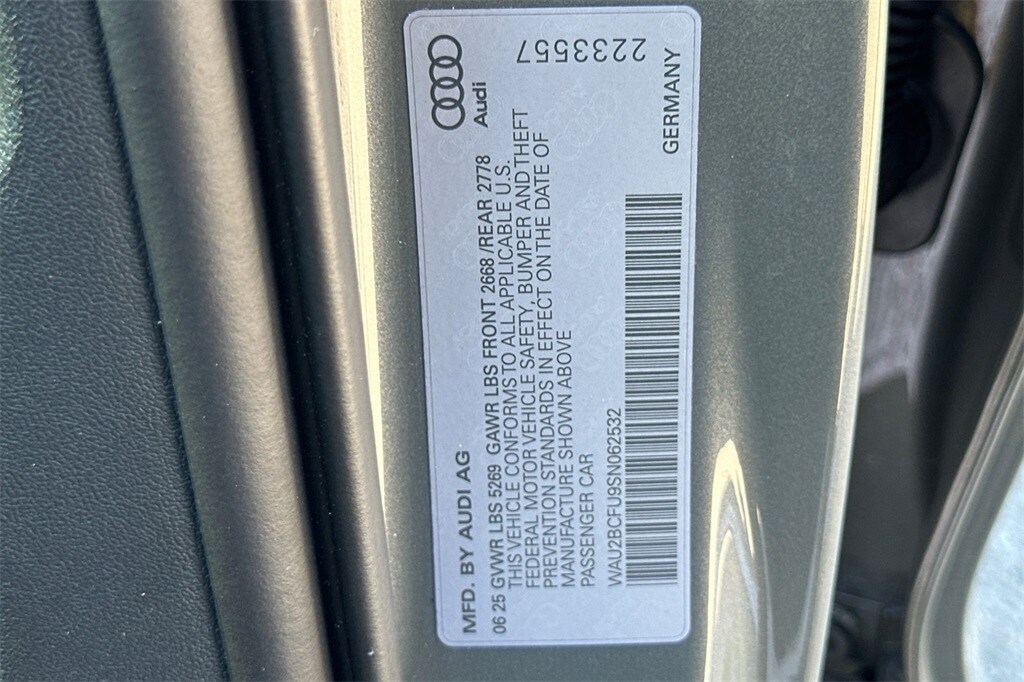 MFD. BY AUDI AG
Audi
06 25 GVWR LBS 5269 GAWR LBS FRONT 2668 /REAR 2778
THIS VEHICLE CONFORMS TO ALL APPLICABLE U.S.
FEDERAL MOTOR VEHICLE SAFETY, BUMPER AND THEFT
PREVENTION STANDARDS IN EFFECT ON THE DATE OF
MANUFACTURE SHOWN ABOVE
PASSENGER CAR
WAU2BCFU9SN062532
GERMANY
2233557